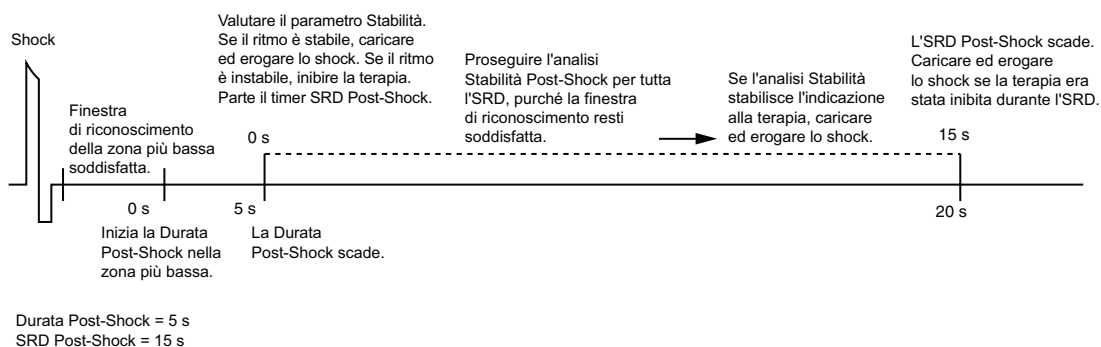 Shock
Finestra
di riconoscimento
della zona più bassa
soddisfatta.
Valutare il parametro Stabilità.
Se il ritmo è stabile, caricare
ed erogare lo shock. Se il ritmo
è instabile, inibire la terapia.
Parte il timer SRD Post-Shock.
0 s
Proseguire l'analisi
Stabilità Post-Shock per tutta
l'SRD, purché la finestra
di riconoscimento resti
soddisfatta.
Se l'analisi Stabilità
stabilisce l'indicazione
alla terapia, caricare
ed erogare lo shock.
L'SRD Post-Shock scade.
Caricare ed erogare
lo shock se la terapia era
stata inibita durante l'SRD.
15 s
0 s
5 s
20 s
Inizia la Durata
Post-Shock nella
zona più bassa.
La Durata
Post-Shock scade.
Durata Post-Shock = 5 s
SRD Post-Shock = 15 s